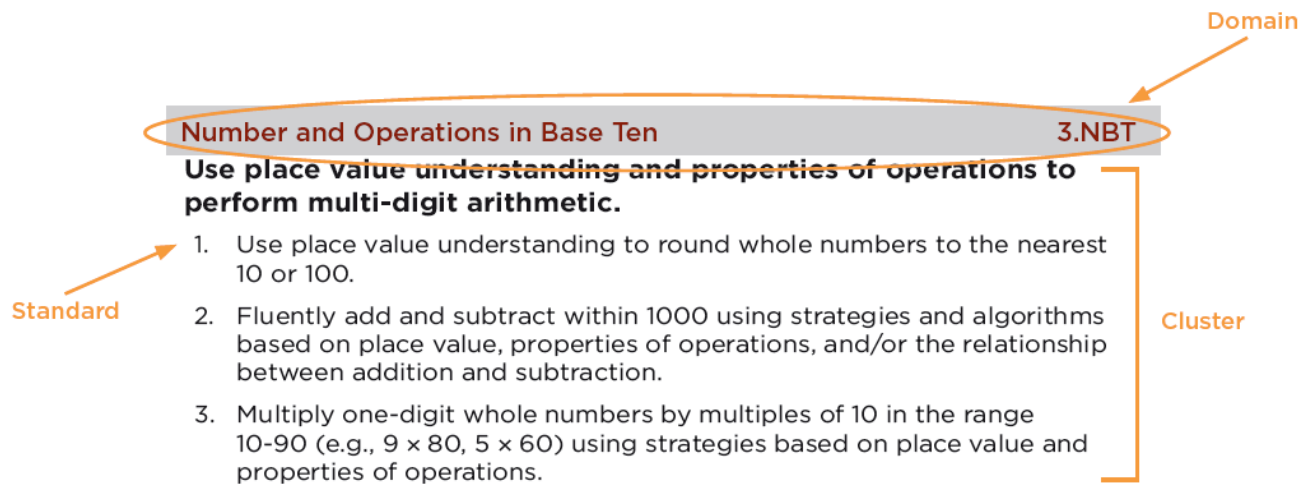 Domain
Number and Operations in Base Ten 3.NBT
Use place value understanding and properties of operations to
perform multi-digit arithmetic.
1. Use place value understanding to round whole numbers to the nearest
10 or 100.
Standard
2. Fluently add and subtract within 1000 using strategies and algorithms
based on place value, properties of operations, and/or the relationship
between addition and subtraction.
Cluster
3. Multiply one-digit whole numbers by multiples of 10 in the range
10-90 (e.g., 9 × 80, 5 × 60) using strategies based on place value and
properties of operations.